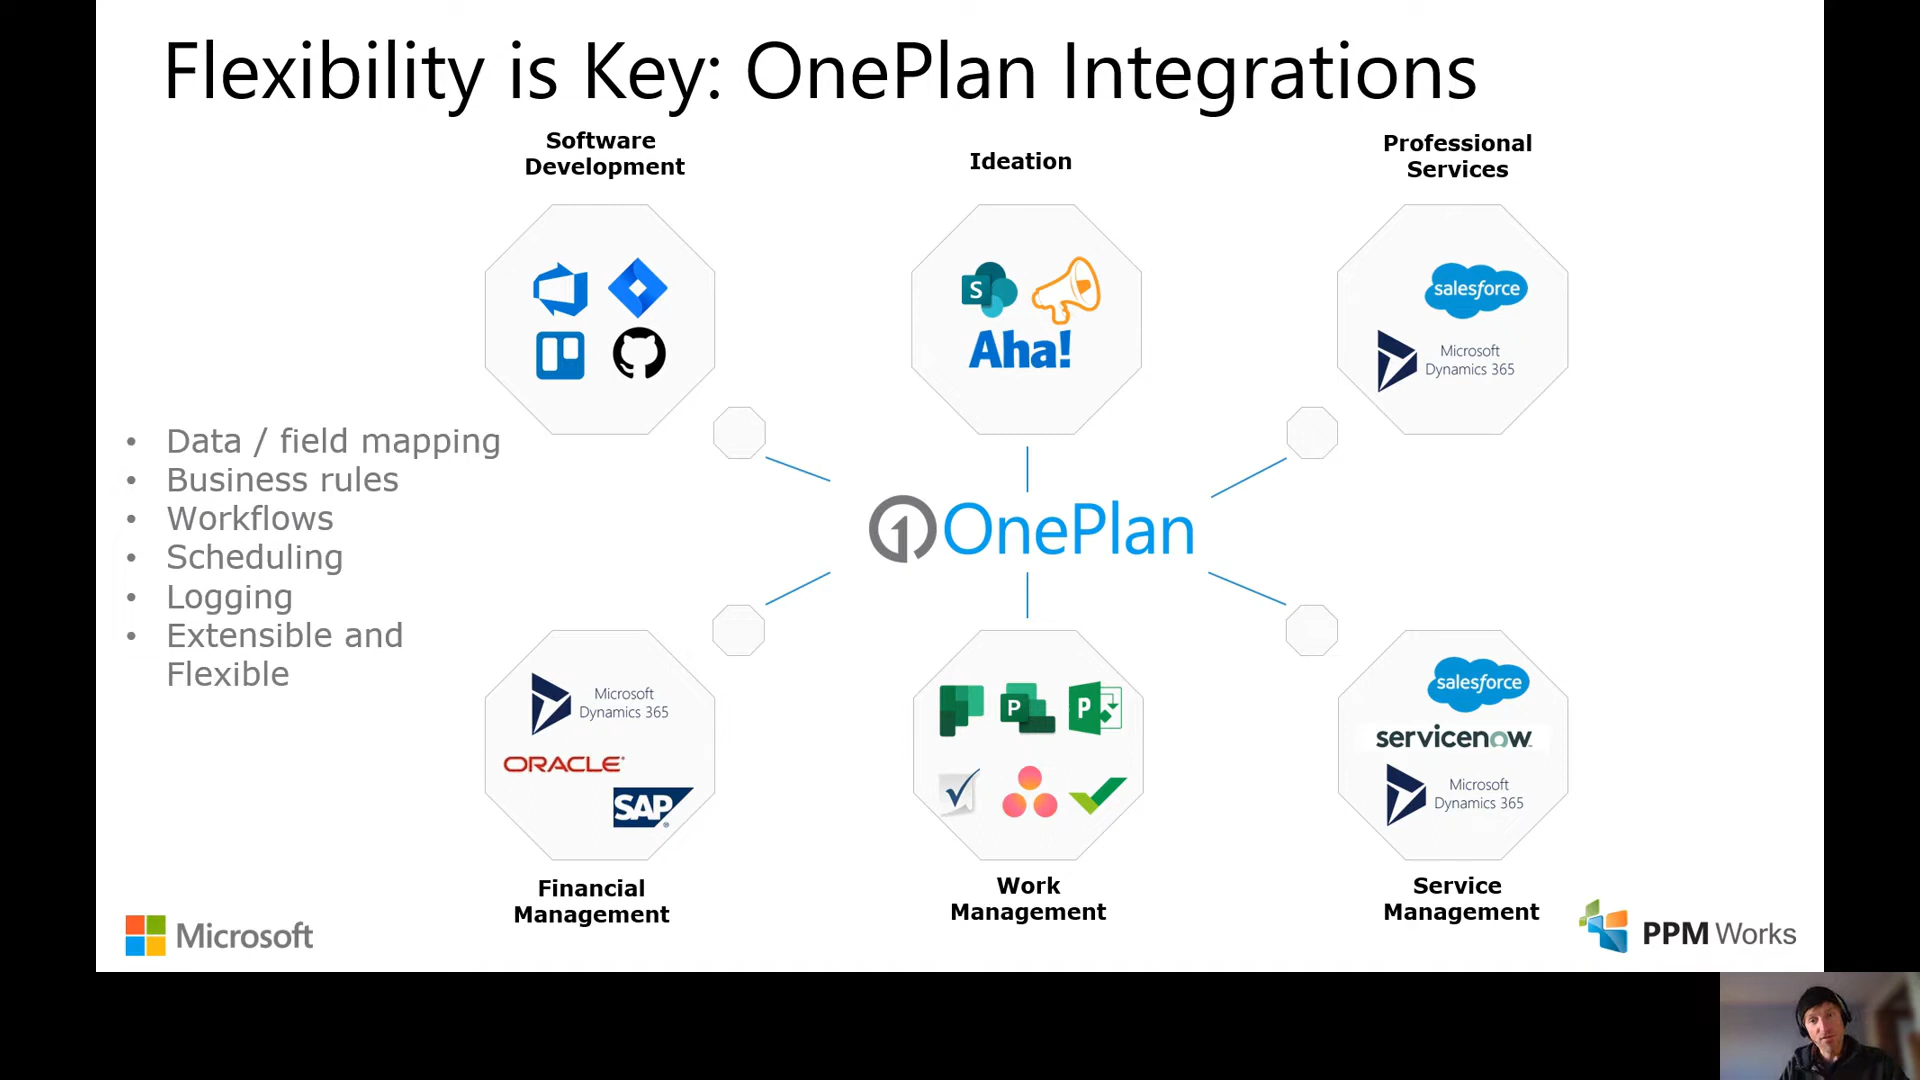 Flexibility is Key: OnePlan Integrations
Software
Development
Ideation
Professional
Services
S
Aha!
salesforce
Microsoft
Dynamics 365
• Data / field mapping
• Business rules
• Workflows
• Scheduling
• Logging
• Extensible and
Flexible
OnePlan
Microsoft
Dynamics 365
ORACLE
SAP®
P
P
salesforce
servicenow
Microsoft
Dynamics 365
Financial
Management
Work
Management
Service
Management
Microsoft
PPM Works